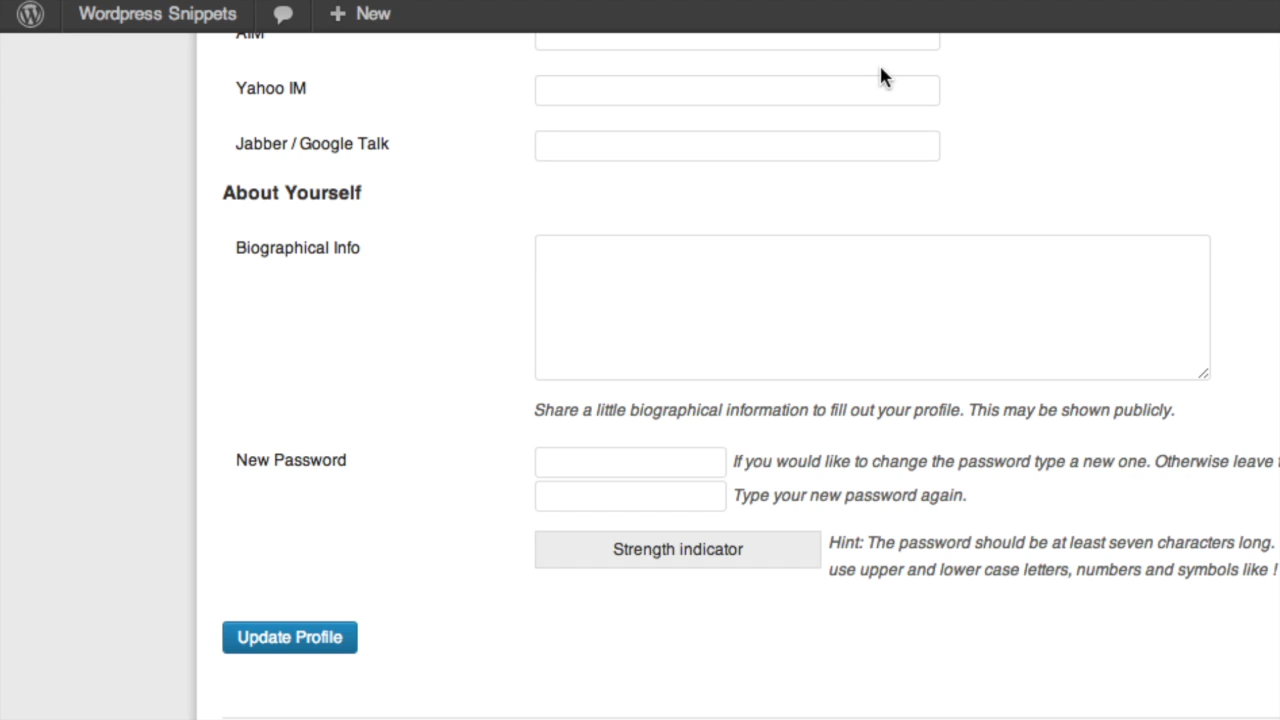 Wordpress Snippets
New
AIM
Yahoo IM
Jabber / Google Talk
About Yourself
Biographical Info
Share a little biographical information to fill out your profile. This may be shown publicly.
New Password
If you would like to change the password type a new one. Otherwise leave
Type your new password again.
Strength indicator
Hint: The password should be at least seven characters long.
use upper and lower case letters, numbers and symbols like !
Update Profile